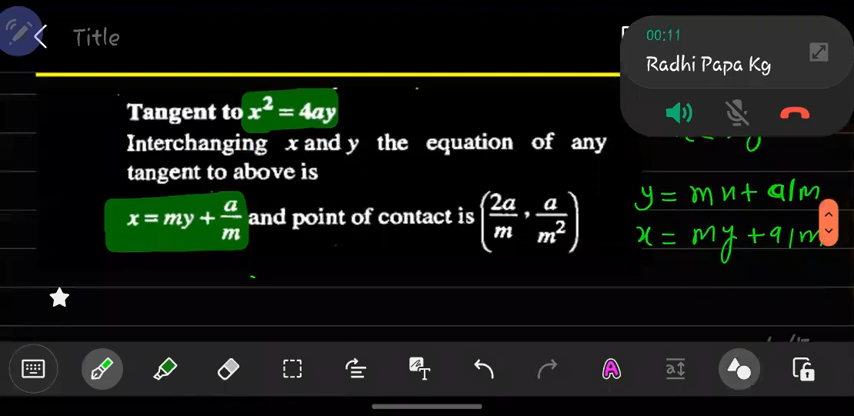 Title
00:11
Radhi Papa Kg
Tangent to x² = 4ay
Interchanging x and y the equation of any
tangent to above is
x = my + a/m and point of contact is (2a/m, a/m²)
y = mx + a/m
x = my + a/m